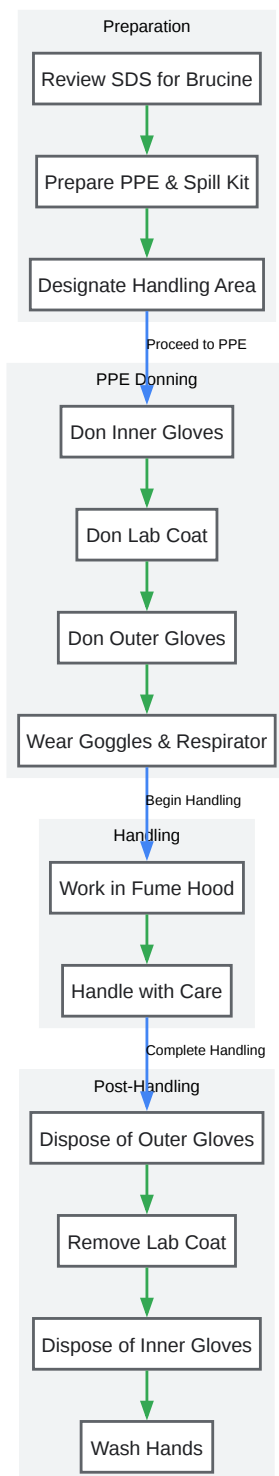 Preparation
Review SDS for Brucine
Prepare PPE & Spill Kit
Designate Handling Area
Proceed to PPE
PPE Donning
Don Inner Gloves
Don Lab Coat
Don Outer Gloves
Wear Goggles & Respirator
Begin Handling
Handling
Work in Fume Hood
Handle with Care
Complete Handling
Post-Handling
Dispose of Outer Gloves
Remove Lab Coat
Dispose of Inner Gloves
Wash Hands